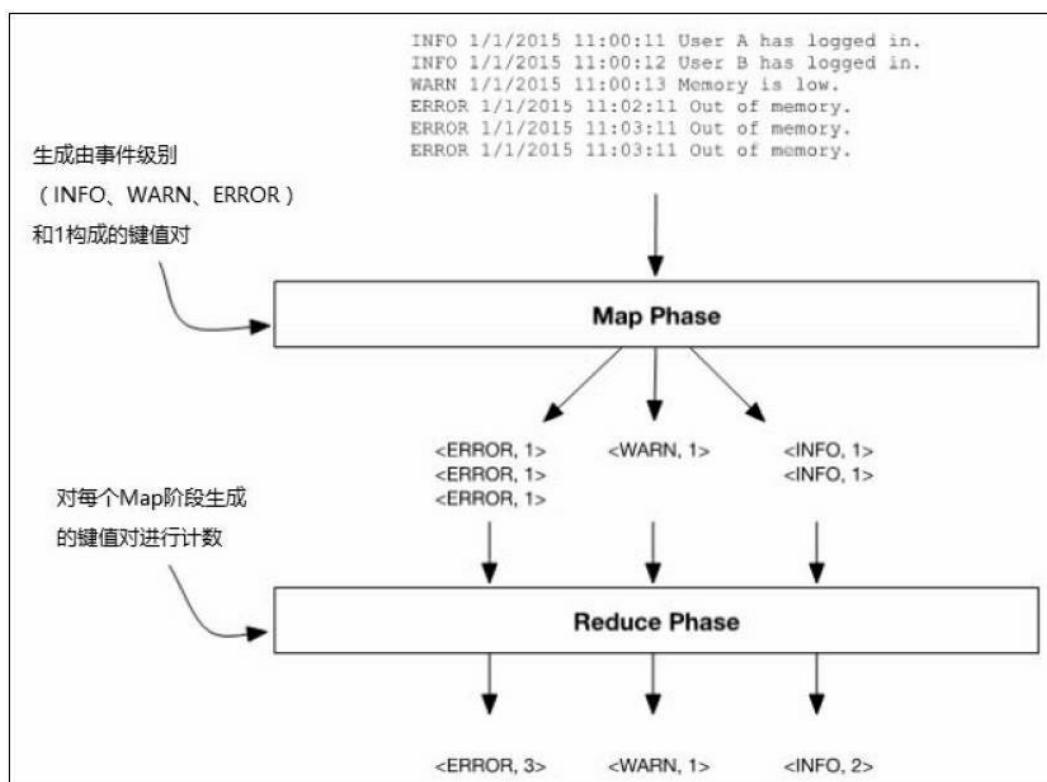 INFO 1/1/2015 11:00:11 User A has logged in.
INFO 1/1/2015 11:00:12 User B has logged in.
WARN 1/1/2015 11:00:13 Memory is low.
ERROR 1/1/2015 11:02:11 Out of memory.
ERROR 1/1/2015 11:03:11 Out of memory.
ERROR 1/1/2015 11:03:11 Out of memory.
生成由事件级别
（INFO、WARN、ERROR）
和1构成的键值对
Map Phase
<ERROR, 1> <WARN, 1> <INFO, 1>
<ERROR, 1> <INFO, 1>
<ERROR, 1>
对每个Map阶段生成
的键值对进行计数
Reduce Phase
<ERROR, 3> <WARN, 1> <INFO, 2>